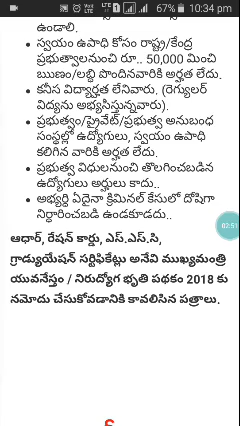 VoLTE LTE 67% 10:34 pm
ఉండాలి.
• స్వయం ఉపాధి కోసం రాష్ట్ర/కేంద్ర
ప్రభుత్వాలనుంచి రూ.. 50,000 మించి
ఋుణం/లబ్ది పొందినవారికి అర్హత లేదు.
• కనీస విద్యార్హత లేనివారు. (రెగ్యులర్
విద్యను అభ్యసిస్తున్నవారు).
• ప్రభుత్వం/ప్రైవేట్/ప్రభుత్వ అనుబంధ
సంస్థల్లో ఉద్యోగులు, స్వయం ఉపాధి
కలిగిన వారికి అర్హత లేదు.
• ప్రభుత్వ విధులనుంచి తొలగించబడిన
ఉద్యోగులు అర్హులు కాదు..
• అభ్యర్థి ఏదైనా క్రిమినల్ కేసులో దోషిగా
నిర్ధారించబడి ఉండకూడదు..
02:51
ఆధార్, రేషన్ కార్డు, ఎస్.ఎస్.సి,
గ్రాడ్యుయేషన్ సర్టిఫికేట్లు అనేవి ముఖ్యమంత్రి
యువనేస్తం / నిరుద్యోగ భృతి పథకం 2018 కు
నమోదు చేసుకోవడానికి కావలిసిన పత్రాలు.